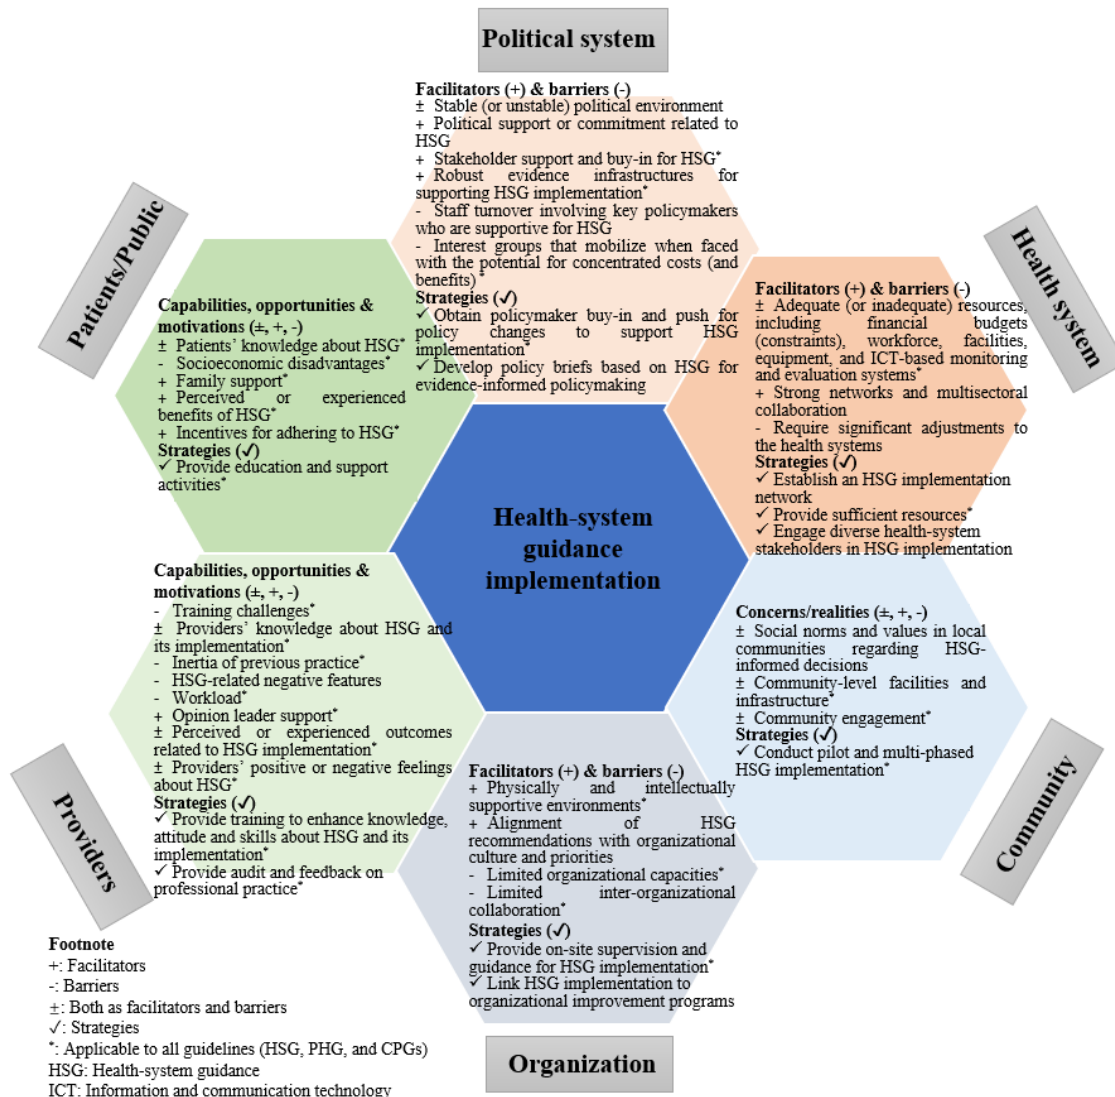 Political system
Facilitators (+) & barriers (-)
± Stable (or unstable) political environment
+ Political support or commitment related to
HSG
+ Stakeholder support and buy-in for HSG*
+ Robust evidence infrastructures for
supporting HSG implementation*
- Staff turnover involving key policymakers
who are supportive for HSG
- Interest groups that mobilize when faced
with the potential for concentrated costs (and
benefits)*
Strategies (✓)
✓ Obtain policymaker buy-in and push for
policy changes to support HSG
implementation*
✓ Develop policy briefs based on HSG for
evidence-informed policymaking
Patients/Public
Capabilities, opportunities &
motivations (±, +, -)
± Patients' knowledge about HSG*
- Socioeconomic disadvantages*
+ Family support*
+ Perceived or experienced
benefits of HSG*
+ Incentives for adhering to HSG*
Strategies (✓)
✓ Provide education and support
activities*
Health system
Facilitators (+) & barriers (-)
± Adequate (or inadequate) resources,
including financial budgets
(constraints), workforce, facilities,
equipment, and ICT-based monitoring
and evaluation systems*
+ Strong networks and multisectoral
collaboration
- Require significant adjustments to
the health systems
Strategies (✓)
✓ Establish an HSG implementation
network
✓ Provide sufficient resources*
✓ Engage diverse health-system
stakeholders in HSG implementation
Health-system
guidance
implementation
Capabilities, opportunities &
motivations (±, +, -)
- Training challenges*
± Providers' knowledge about HSG and
its implementation*
- Inertia of previous practice*
- HSG-related negative features
- Workload*
+ Opinion leader support*
± Perceived or experienced outcomes
related to HSG implementation*
± Providers' positive or negative feelings
about HSG*
Strategies (✓)
✓ Provide training to enhance knowledge,
attitude and skills about HSG and its
implementation*
✓ Provide audit and feedback on
professional practice*
Providers
Concerns/realities (±, +, -)
± Social norms and values in local
communities regarding HSG-
informed decisions
± Community-level facilities and
infrastructure*
± Community engagement*
Strategies (✓)
✓ Conduct pilot and multi-phased
HSG implementation*
Community
Facilitators (+) & barriers (-)
+ Physically and intellectually
supportive environments*
+ Alignment of HSG
recommendations with organizational
culture and priorities
- Limited organizational capacities*
- Limited inter-organizational
collaboration*
Strategies (✓)
✓ Provide on-site supervision and
guidance for HSG implementation*
✓ Link HSG implementation to
organizational improvement programs
Organization
Footnote
+: Facilitators
-: Barriers
±: Both as facilitators and barriers
✓: Strategies
*: Applicable to all guidelines (HSG, PHG, and CPGs)
HSG: Health-system guidance
ICT: Information and communication technology